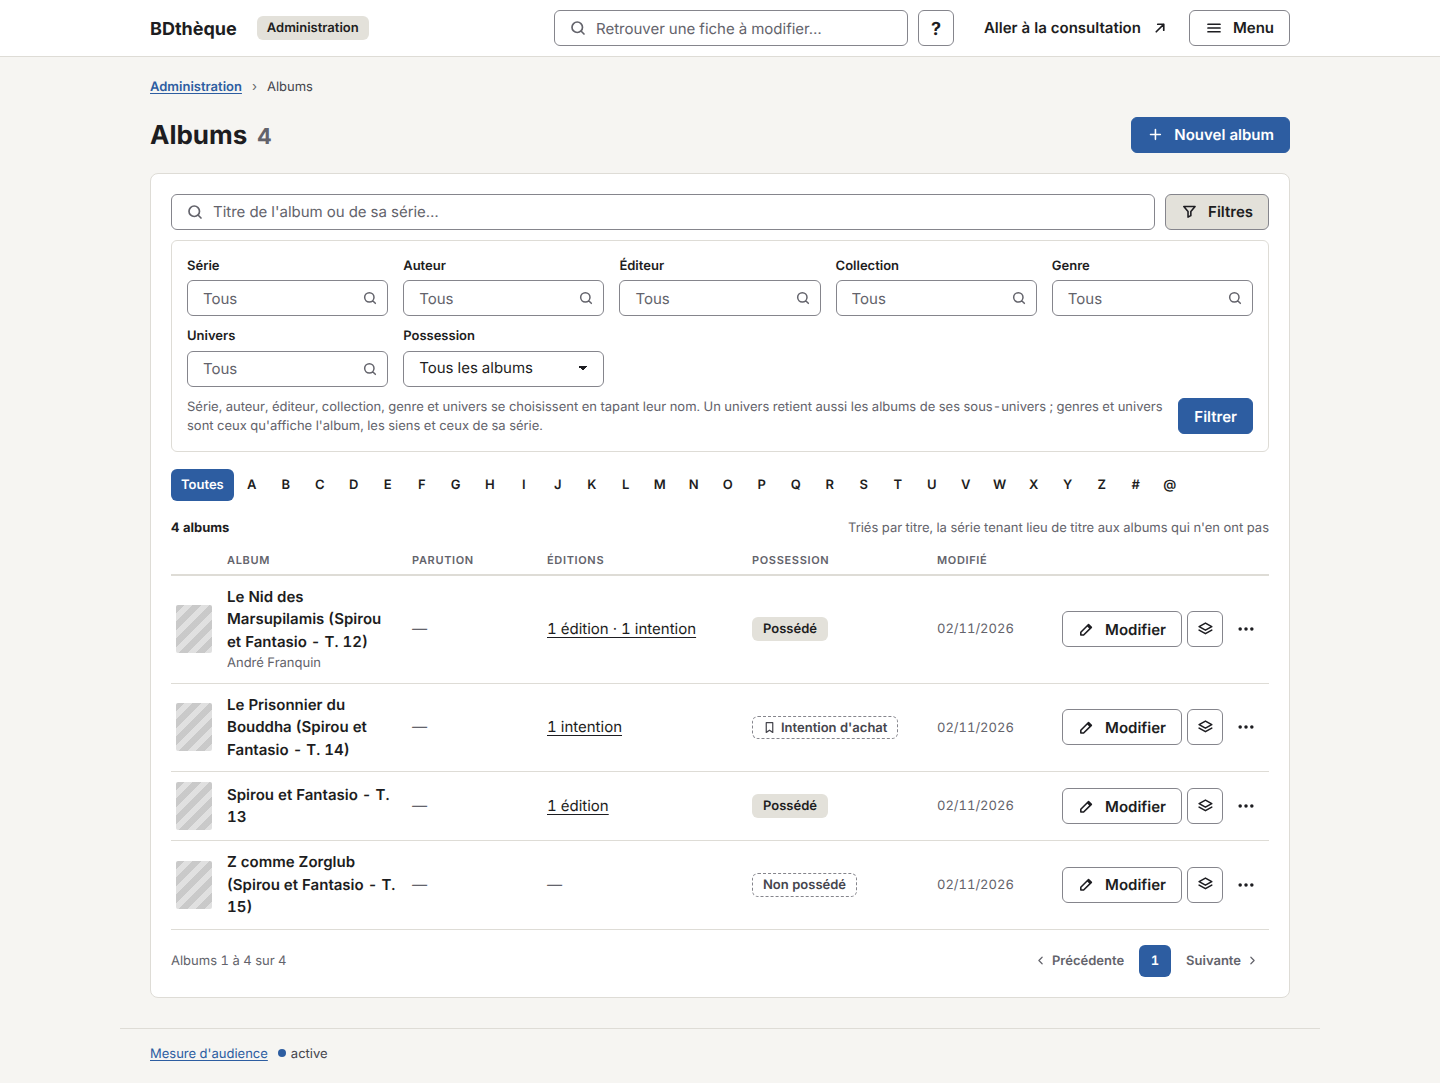 BDthèque Administration Retrouver une fiche à modifier... ? Aller à la consultation Menu
Administration › Albums
Albums 4
Nouvel album
Titre de l'album ou de sa série...
Filtres
Série Auteur Éditeur Collection Genre
Tous Tous Tous Tous Tous
Univers Possession
Tous Tous les albums
Série, auteur, éditeur, collection, genre et univers se choisissent en tapant leur nom. Un univers retient aussi les albums de ses sous-univers ; genres et univers
sont ceux qu'affiche l'album, les siens et ceux de sa série.
Filtrer
Toutes A B C D E F G H I J K L M N O P Q R S T U V W X Y Z # @
4 albums
Triés par titre, la série tenant lieu de titre aux albums qui n'en ont pas
ALBUM PARUTION ÉDITIONS POSSESSION MODIFIÉ
Le Nid des
Marsupilamis (Spirou
et Fantasio - T. 12)
André Franquin
— 1 édition · 1 intention Possédé 02/11/2026 Modifier
Le Prisonnier du
Bouddha (Spirou et
Fantasio - T. 14)
— 1 intention Intention d'achat 02/11/2026 Modifier
Spirou et Fantasio - T.
13
— 1 édition Possédé 02/11/2026 Modifier
Z comme Zorglub
(Spirou et Fantasio - T.
15)
— — Non possédé 02/11/2026 Modifier
Albums 1 à 4 sur 4
Précédente 1 Suivante
Mesure d'audience active